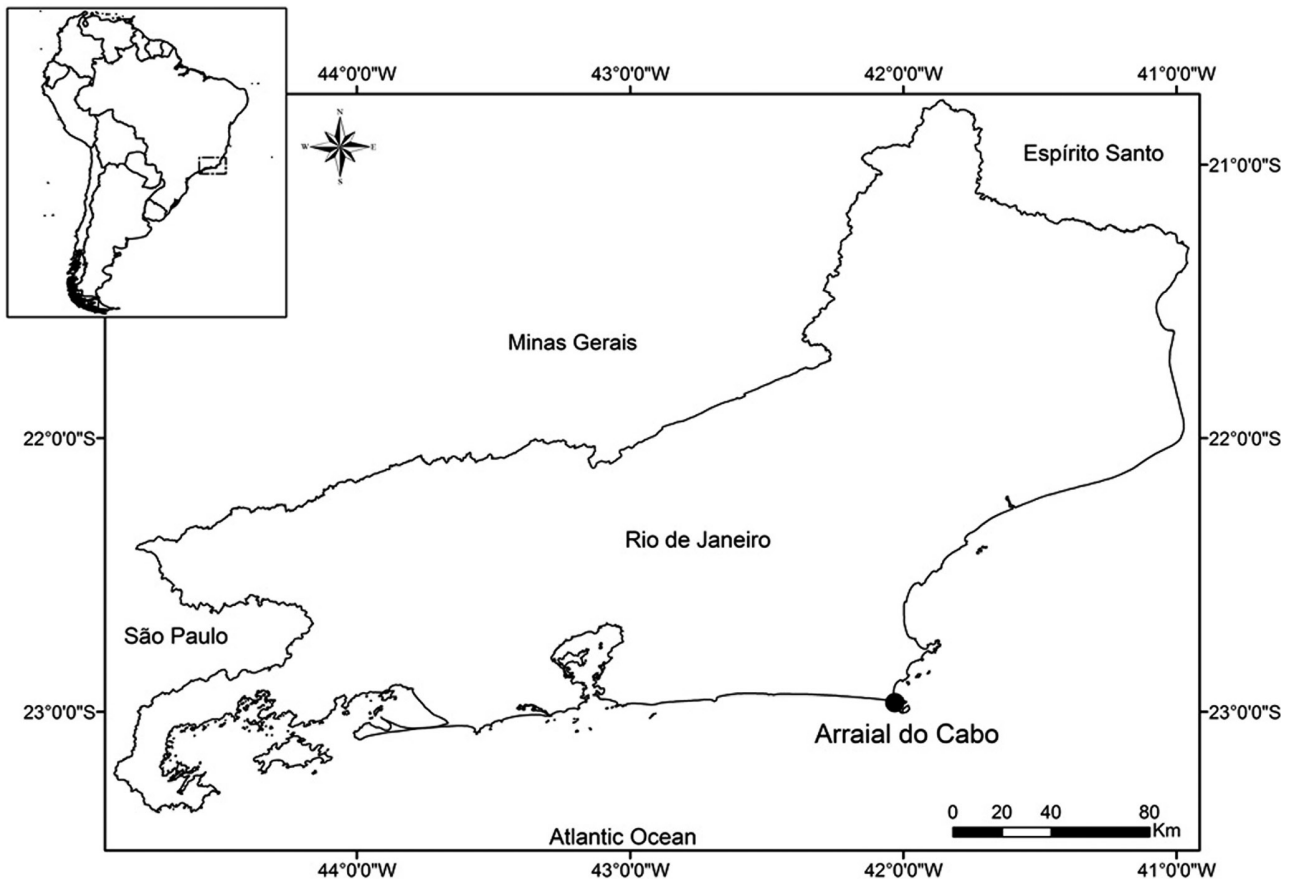 44°0'0"W 43°0'0"W 42°0'0"W 41°0'0"W
N
W E
S
Espírito Santo
21°0'0"S 21°0'0"S
Minas Gerais
22°0'0"S 22°0'0"S
Rio de Janeiro
São Paulo
23°0'0"S 23°0'0"S
Arraial do Cabo
0 20 40 80
Km
Atlantic Ocean
44°0'0"W 43°0'0"W 42°0'0"W 41°0'0"W